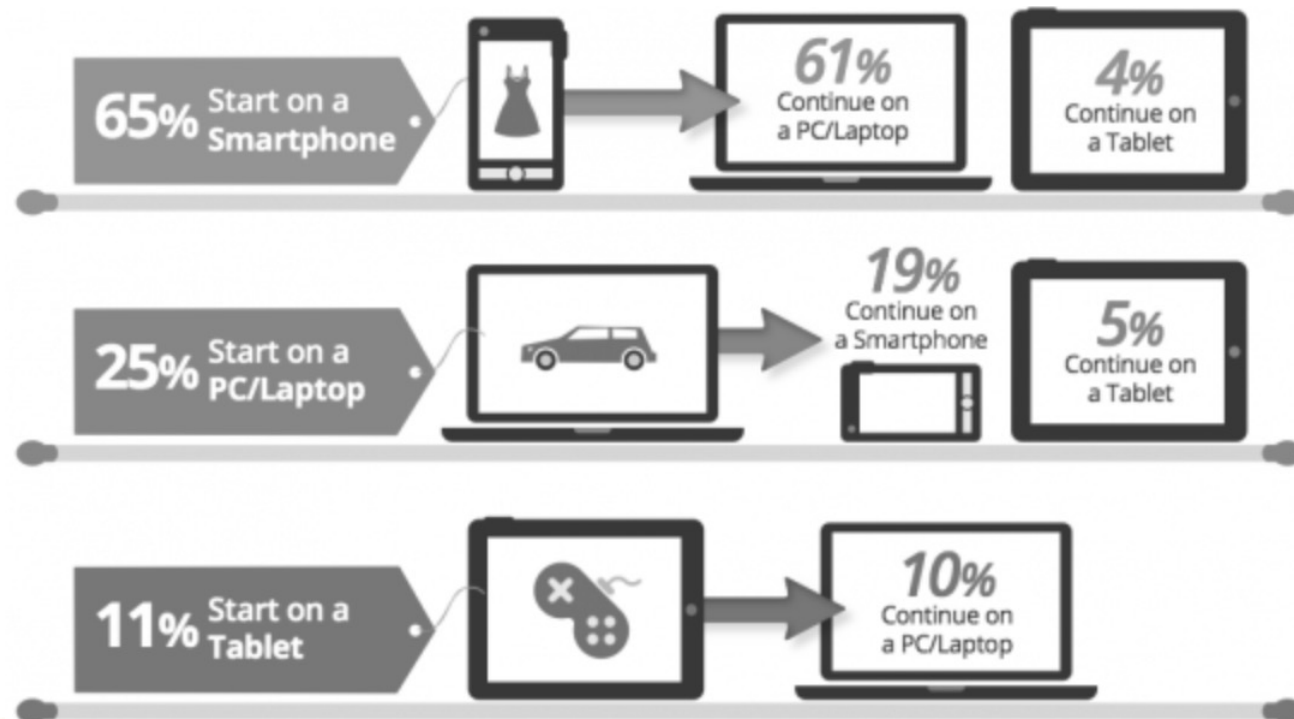 65% Start on a
Smartphone
61%
Continue on
a PC/Laptop
4%
Continue on
a Tablet
25% Start on a
PC/Laptop
19%
Continue on
a Smartphone
5%
Continue on
a Tablet
11% Start on a
Tablet
10%
Continue on
a PC/Laptop